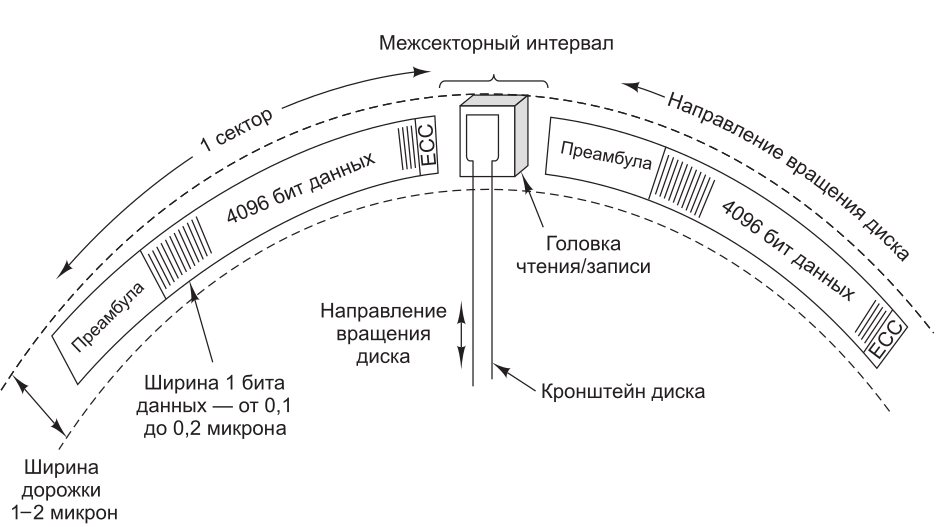 Межсекторный интервал
1 сектор
Направление вращения диска
Преамбула
4096 бит данных
ECC
Преамбула
4096 бит данных
ECC
Головка
чтения/записи
Направление
вращения
диска
Кронштейн диска
Ширина 1 бита
данных — от 0,1
до 0,2 микрона
Ширина
дорожки
1–2 микрон